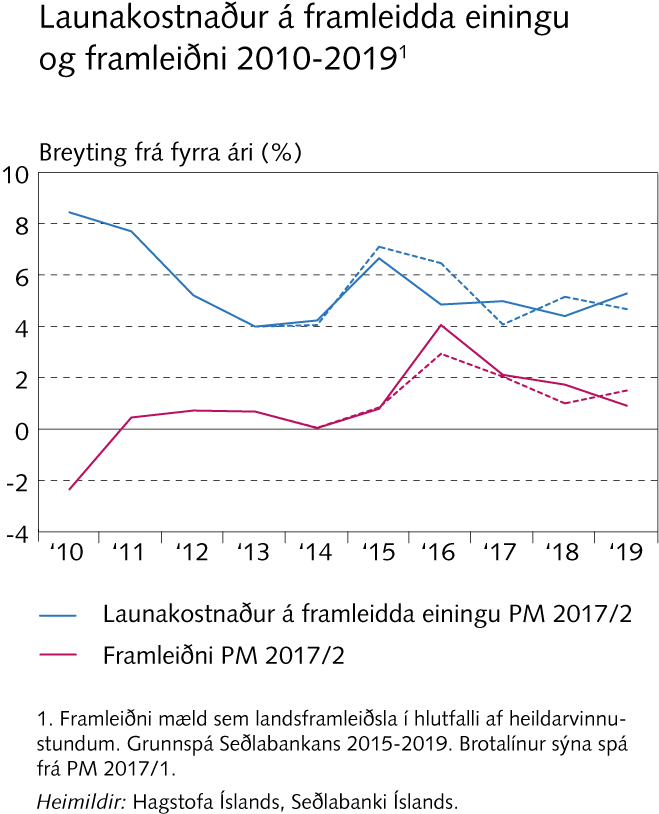 Launakostnaður á framleidda einingu
og framleiðni 2010-2019¹
Breyting frá fyrra ári (%)
10
8
6
4
2
0
-2
-4
‘10 ‘11 ‘12 ‘13 ‘14 ‘15 ‘16 ‘17 ‘18 ‘19
Launakostnaður á framleidda einingu PM 2017/2
Framleiðni PM 2017/2
1. Framleiðni mæld sem landsframleiðsla í hlutfalli af heildarvinnu-
stundum. Grunnspá Seðlabankans 2015-2019. Brotalínur sýna spá
frá PM 2017/1.
Heimildir: Hagstofa Íslands, Seðlabanki Íslands.